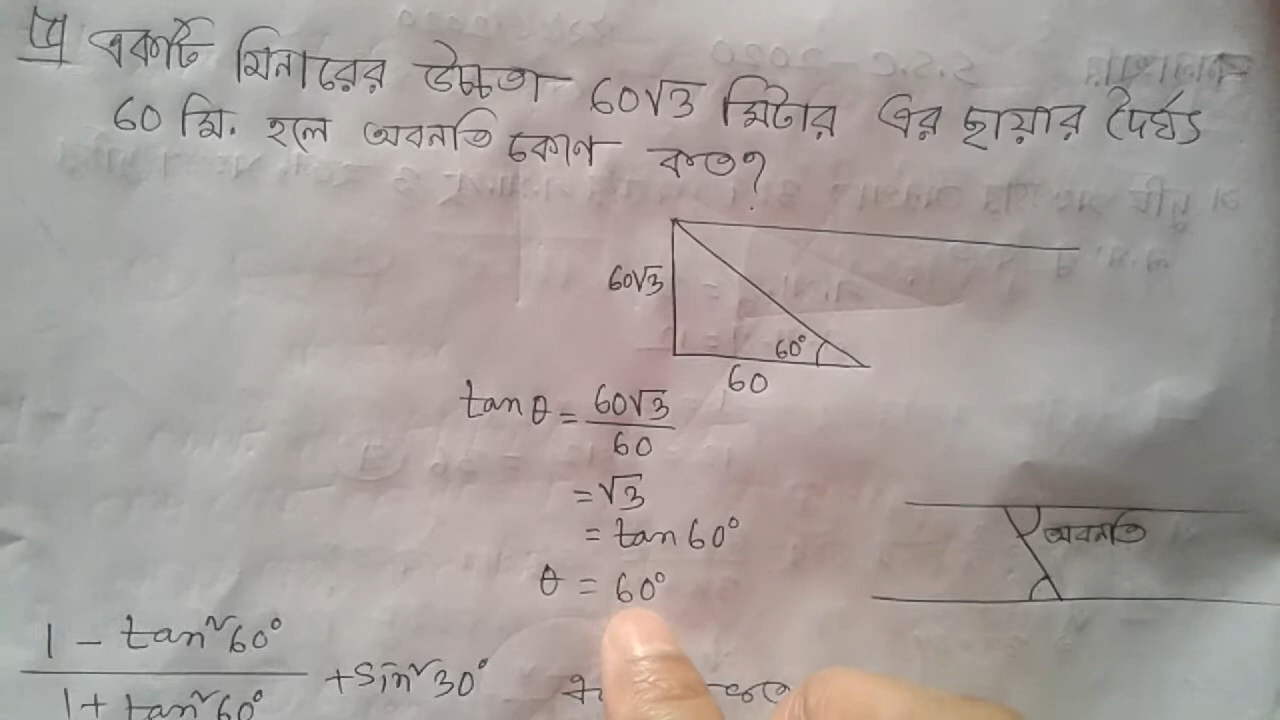 একটি মিনারের উচ্চতা 60√3 মিটার এর ছায়ার দৈর্ঘ্য
60 মি. হলে অবনতি কোণ কত?
60√3
60°
60
tan θ = 60√3 / 60
= √3
= tan 60°
θ = 60°
অবনতি
1 - tan²60° / 1 + tan²60° + sin²30°